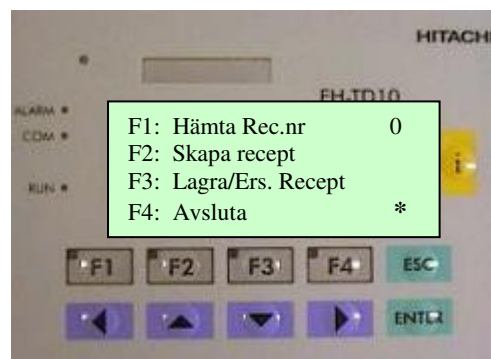 HITACHI
EH-TD10
ALARM
COM
RUN
F1: Hämta Rec.nr 0
F2: Skapa recept
F3: Lagra/Ers. Recept
F4: Avsluta *
F1 F2 F3 F4 ESC
ENTER